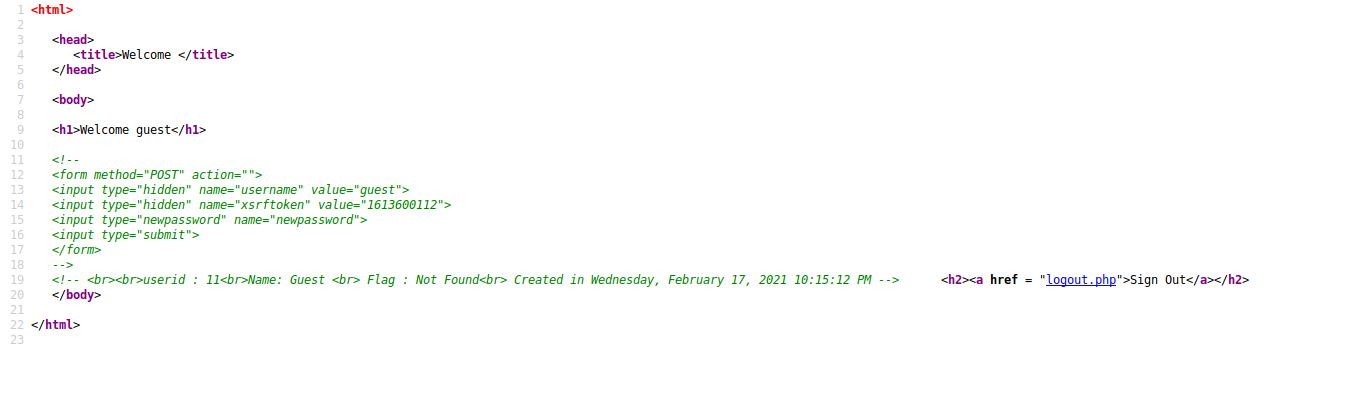 1 <html>
2
3 <head>
4 <title>Welcome </title>
5 </head>
6
7 <body>
8
9 <h1>Welcome guest</h1>
10
11 <!--
12 <form method="POST" action="">
13 <input type="hidden" name="username" value="guest">
14 <input type="hidden" name="xsrftoken" value="1613600112">
15 <input type="newpassword" name="newpassword">
16 <input type="submit">
17 </form>
18 -->
19 <!-- <br><br>userid : 11<br>Name: Guest <br> Flag : Not Found<br> Created in Wednesday, February 17, 2021 10:15:12 PM --> <h2><a href = "logout.php">Sign Out</a></h2>
20 </body>
21
22 </html>
23